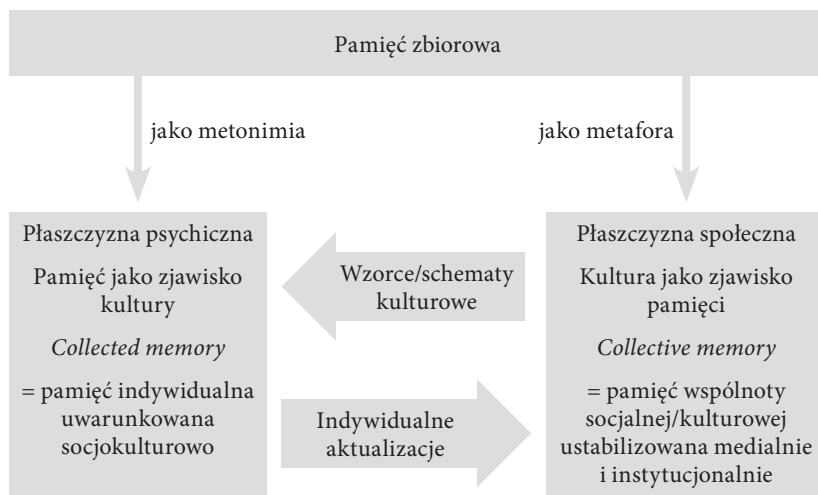 Pamięć zbiorowa
jako metonimia
jako metafora
Płaszczyzna psychiczna
Pamięć jako zjawisko
kultury
Collected memory
= pamięć indywidualna
uwarunkowana
socjokulturowo
Wzorce/schematy
kulturowe
Indywidualne
aktualizacje
Płaszczyzna społeczna
Kultura jako zjawisko
pamięci
Collective memory
= pamięć wspólnoty
socjalnej/kulturowej
ustabilizowana medialnie
i instytucjonalnie